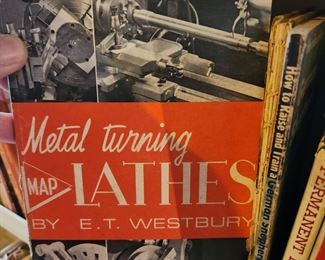 Metal turning
MAP
LATHES
BY E.T. WESTBURY
How to Raise and Train a German Shepherd
PERMANENT